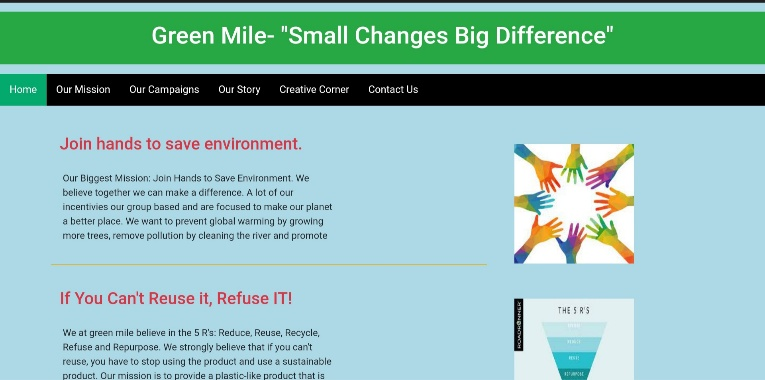 Green Mile- "Small Changes Big Difference"
Home Our Mission Our Campaigns Our Story Creative Corner Contact Us
Join hands to save environment.
Our Biggest Mission: Join Hands to Save Environment. We
believe together we can make a difference. A lot of our
incentivies our group based and are focused to make our planet
a better place. We want to prevent global warming by growing
more trees, remove pollution by cleaning the river and promote
If You Can't Reuse it, Refuse IT!
We at green mile believe in the 5 R's: Reduce, Reuse, Recycle,
Refuse and Repurpose. We strongly believe that if you can't
reuse, you have to stop using the product and use a sustainable
product. Our mission is to provide a plastic-like product that is
THE 5 R'S
REPURPOSE